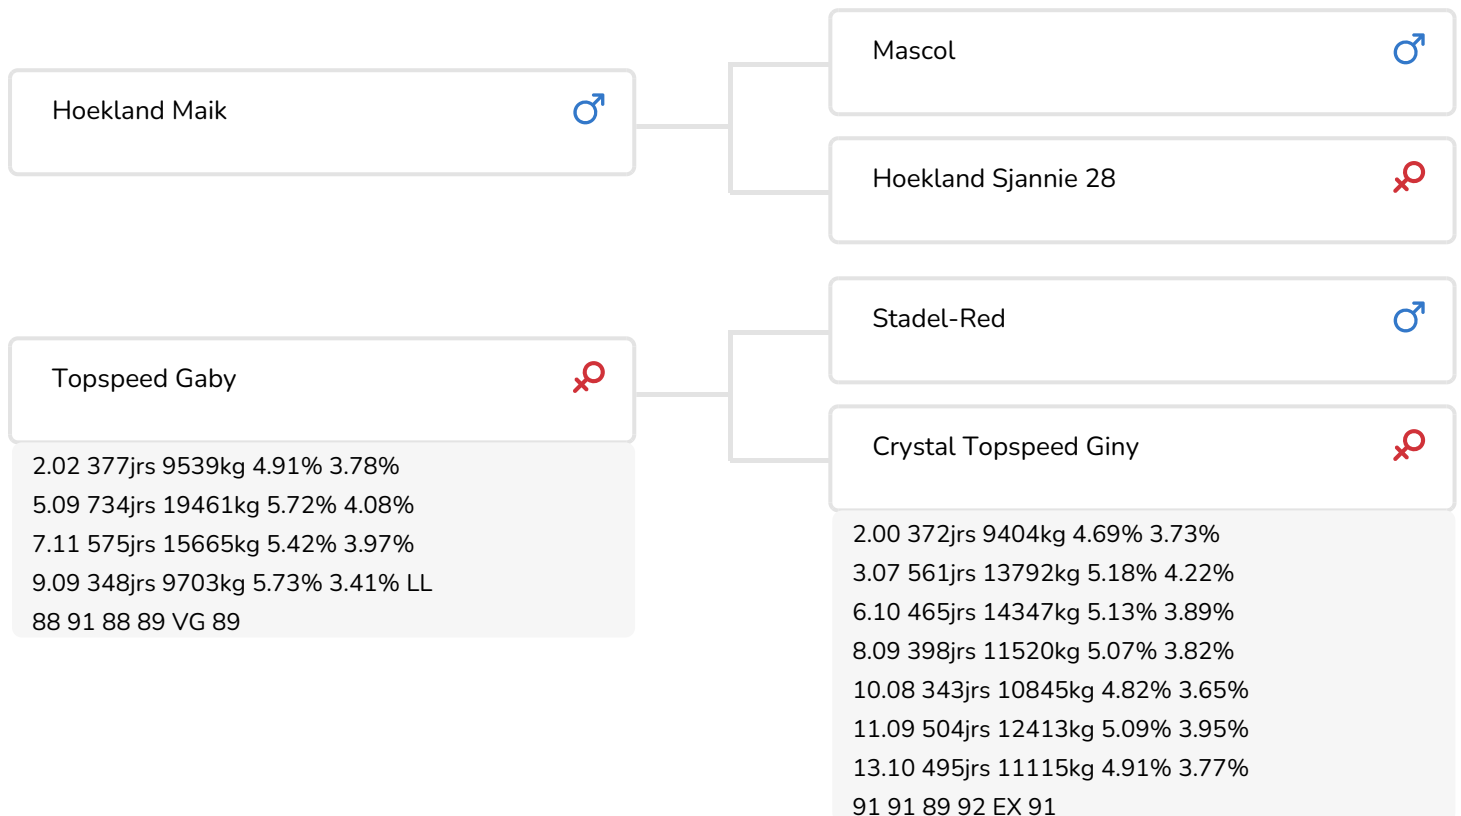 Hoekland Maik
Mascol
Hoekland Sjannie 28
Topspeed Gaby
2.02 377jrs 9539kg 4.91% 3.78%
5.09 734jrs 19461kg 5.72% 4.08%
7.11 575jrs 15665kg 5.42% 3.97%
9.09 348jrs 9703kg 5.73% 3.41% LL
88 91 88 89 VG 89
Stadel-Red
Crystal Topspeed Giny
2.00 372jrs 9404kg 4.69% 3.73%
3.07 561jrs 13792kg 5.18% 4.22%
6.10 465jrs 14347kg 5.13% 3.89%
8.09 398jrs 11520kg 5.07% 3.82%
10.08 343jrs 10845kg 4.82% 3.65%
11.09 504jrs 12413kg 5.09% 3.95%
13.10 495jrs 11115kg 4.91% 3.77%
91 91 89 92 EX 91